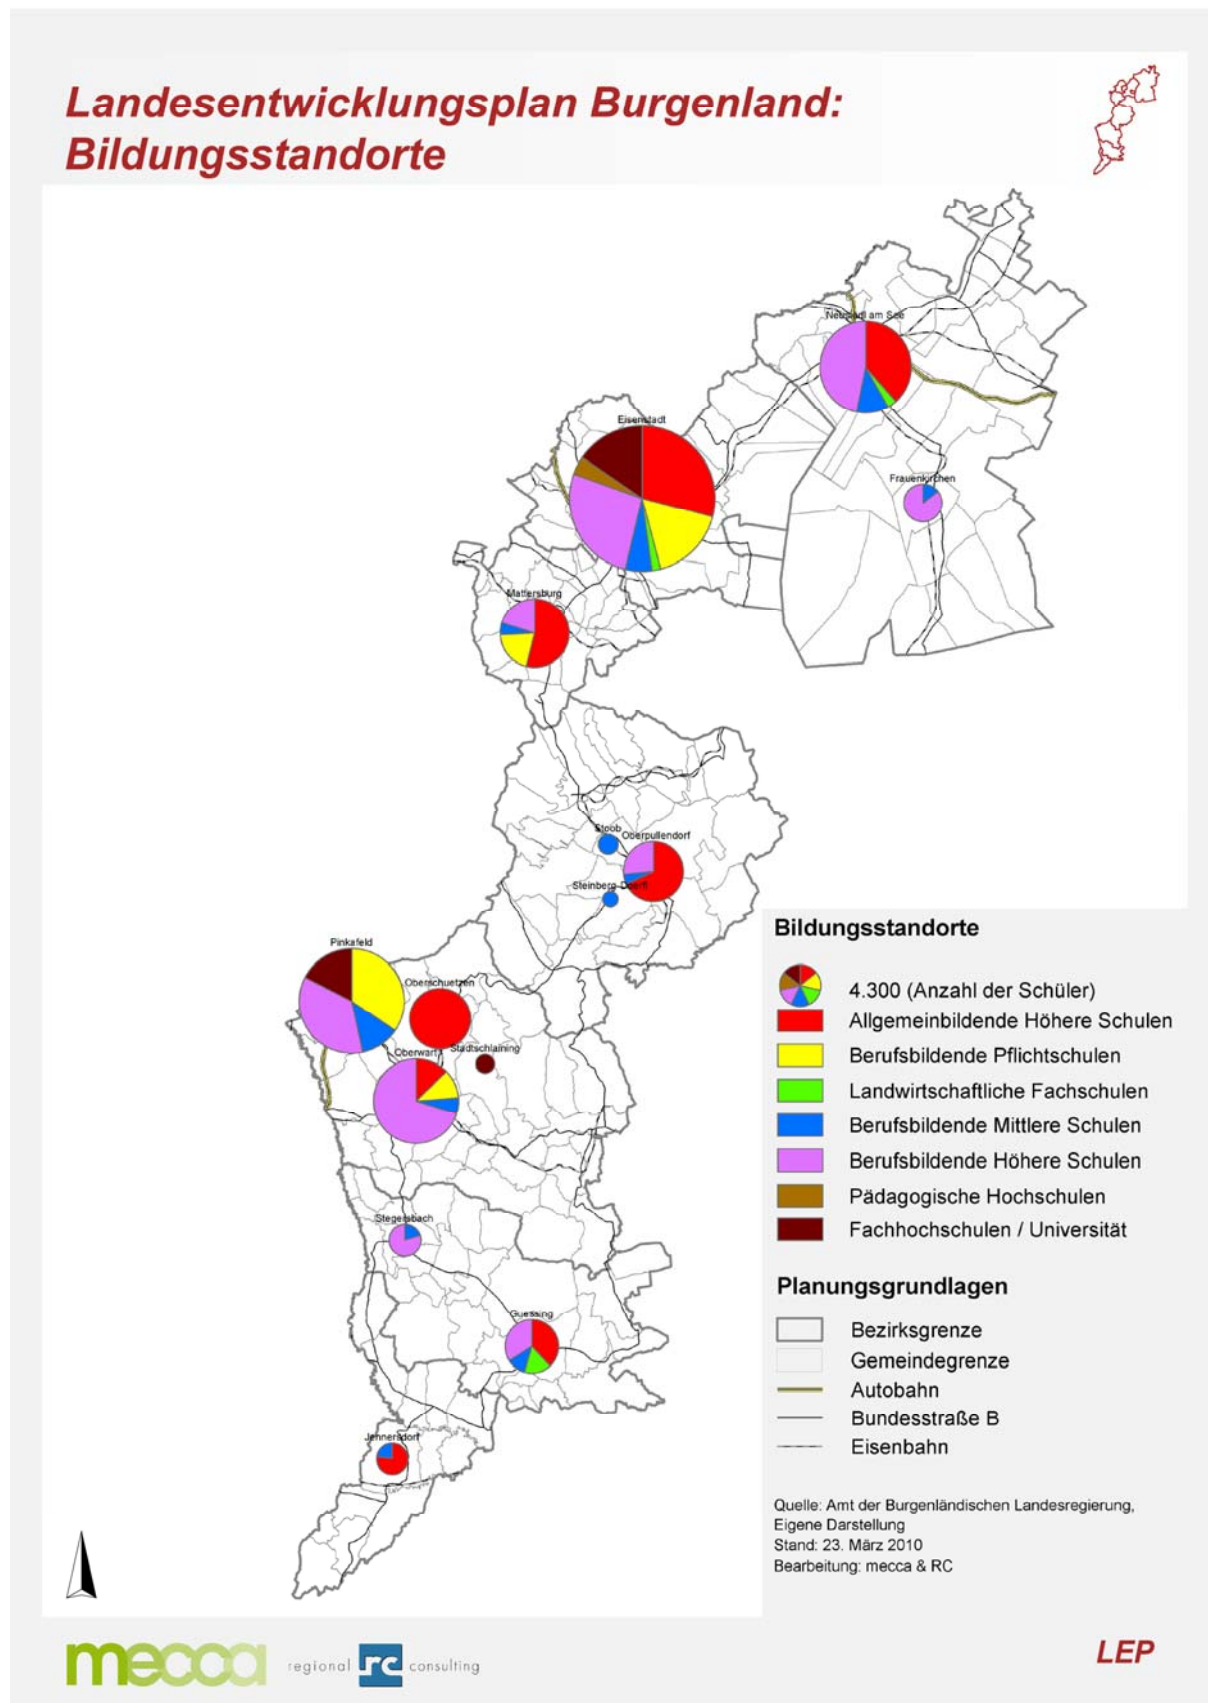 Landesentwicklungsplan Burgenland:
Bildungsstandorte
Neusiedl am See
Eisenstadt
Frauenkirchen
Mattersburg
Stoob
Oberpullendorf
Steinberg-Doerfl
Pinkafeld
Oberschuetzen
Oberwart
Stadtschlaining
Stegersbach
Guessing
Jennersdorf
Bildungsstandorte
4.300 (Anzahl der Schüler)
Allgemeinbildende Höhere Schulen
Berufsbildende Pflichtschulen
Landwirtschaftliche Fachschulen
Berufsbildende Mittlere Schulen
Berufsbildende Höhere Schulen
Pädagogische Hochschulen
Fachhochschulen / Universität
Planungsgrundlagen
Bezirksgrenze
Gemeindegrenze
Autobahn
Bundesstraße B
Eisenbahn
Quelle: Amt der Burgenländischen Landesregierung,
Eigene Darstellung
Stand: 23. März 2010
Bearbeitung: mecca & RC
mecca
regional rc consulting
LEP